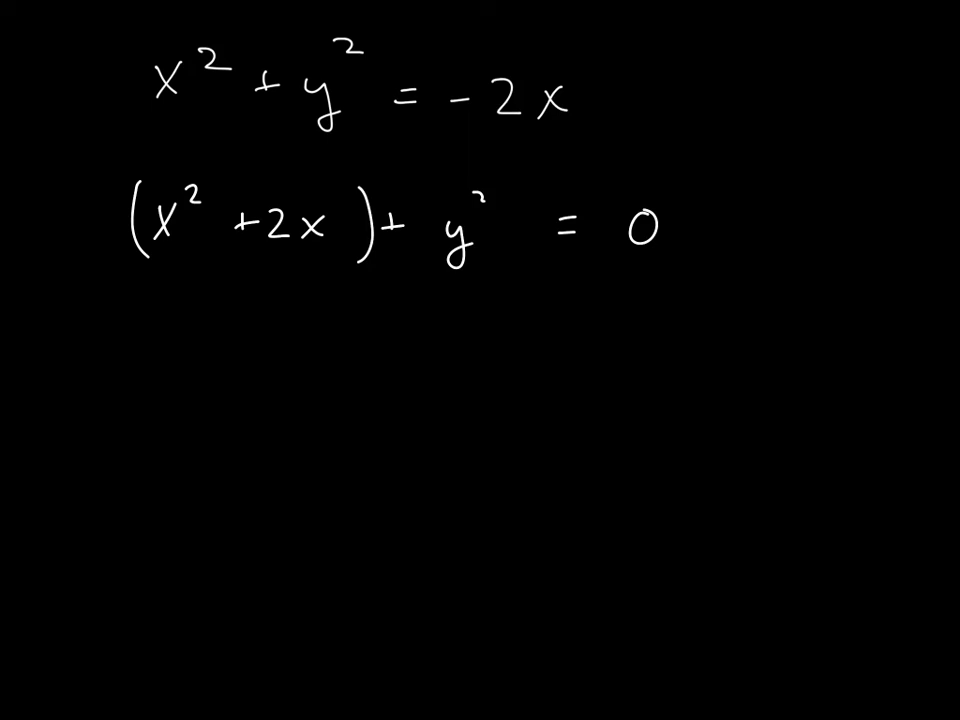 x² + y² = -2x
(x² +2x) + y² = 0